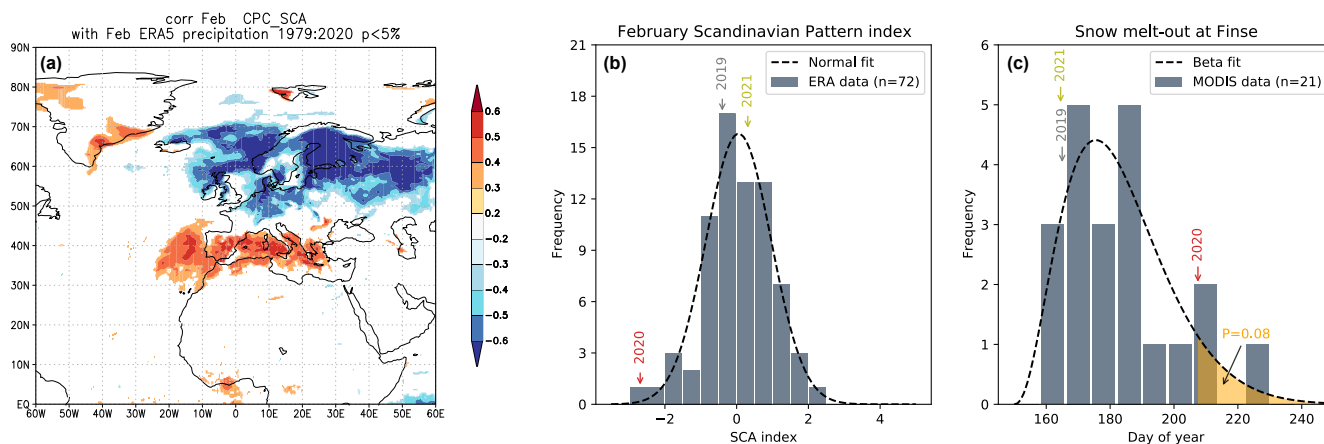 corr Feb CPC_SCA
with Feb ERA5 precipitation 1979:2020 p<5%
(a)
90N
80N
70N
60N
50N
40N
30N
20N
10N
EQ
60W 50W 40W 30W 20W 10W 0 10E 20E 30E 40E 50E 60E
0.6
0.5
0.4
0.3
0.2
-0.2
-0.3
-0.4
-0.5
-0.6
February Scandinavian Pattern index
(b)
Normal fit
ERA data (n=72)
2019
2021
2020
Frequency
21
18
15
12
9
6
3
0
−2 0 2 4
SCA index
Snow melt-out at Finse
(c)
Beta fit
MODIS data (n=21)
2021
2019
2020
P=0.08
Frequency
6
5
4
3
2
1
0
160 180 200 220 240
Day of year